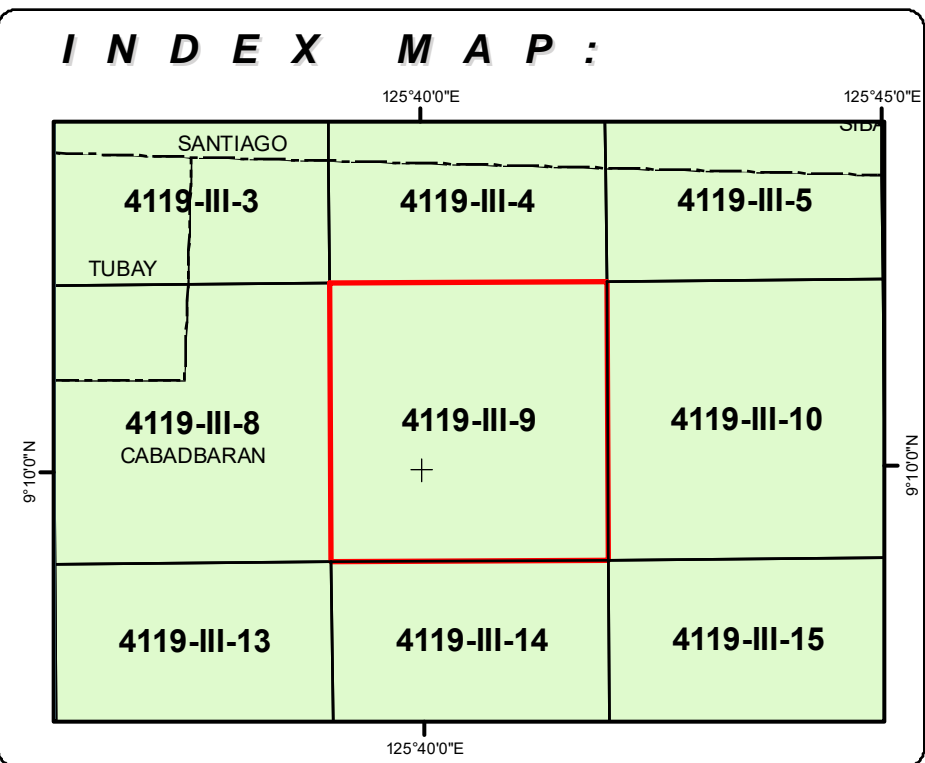 INDEX MAP:
125°40'0"E 125°45'0"E
SIBA
SANTIAGO
4119-III-3 4119-III-4 4119-III-5
TUBAY
4119-III-8 4119-III-9 4119-III-10
CABADBARAN
9°10'0"N 9°10'0"N
4119-III-13 4119-III-14 4119-III-15
125°40'0"E